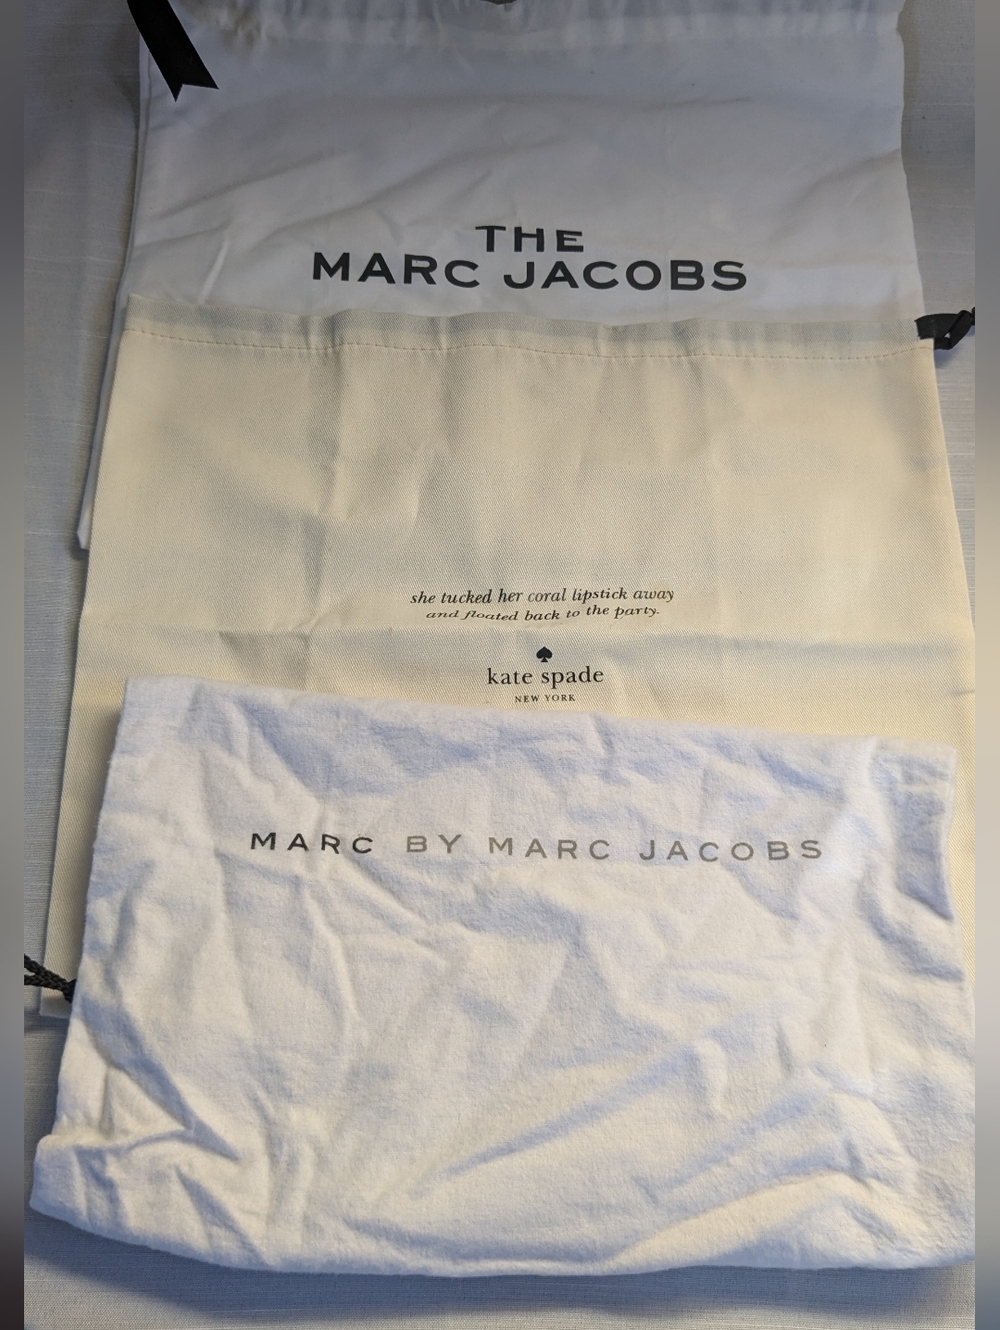 THE
MARC JACOBS
she tucked her coral lipstick away
and floated back to the party.
kate spade
NEW YORK
MARC BY MARC JACOBS